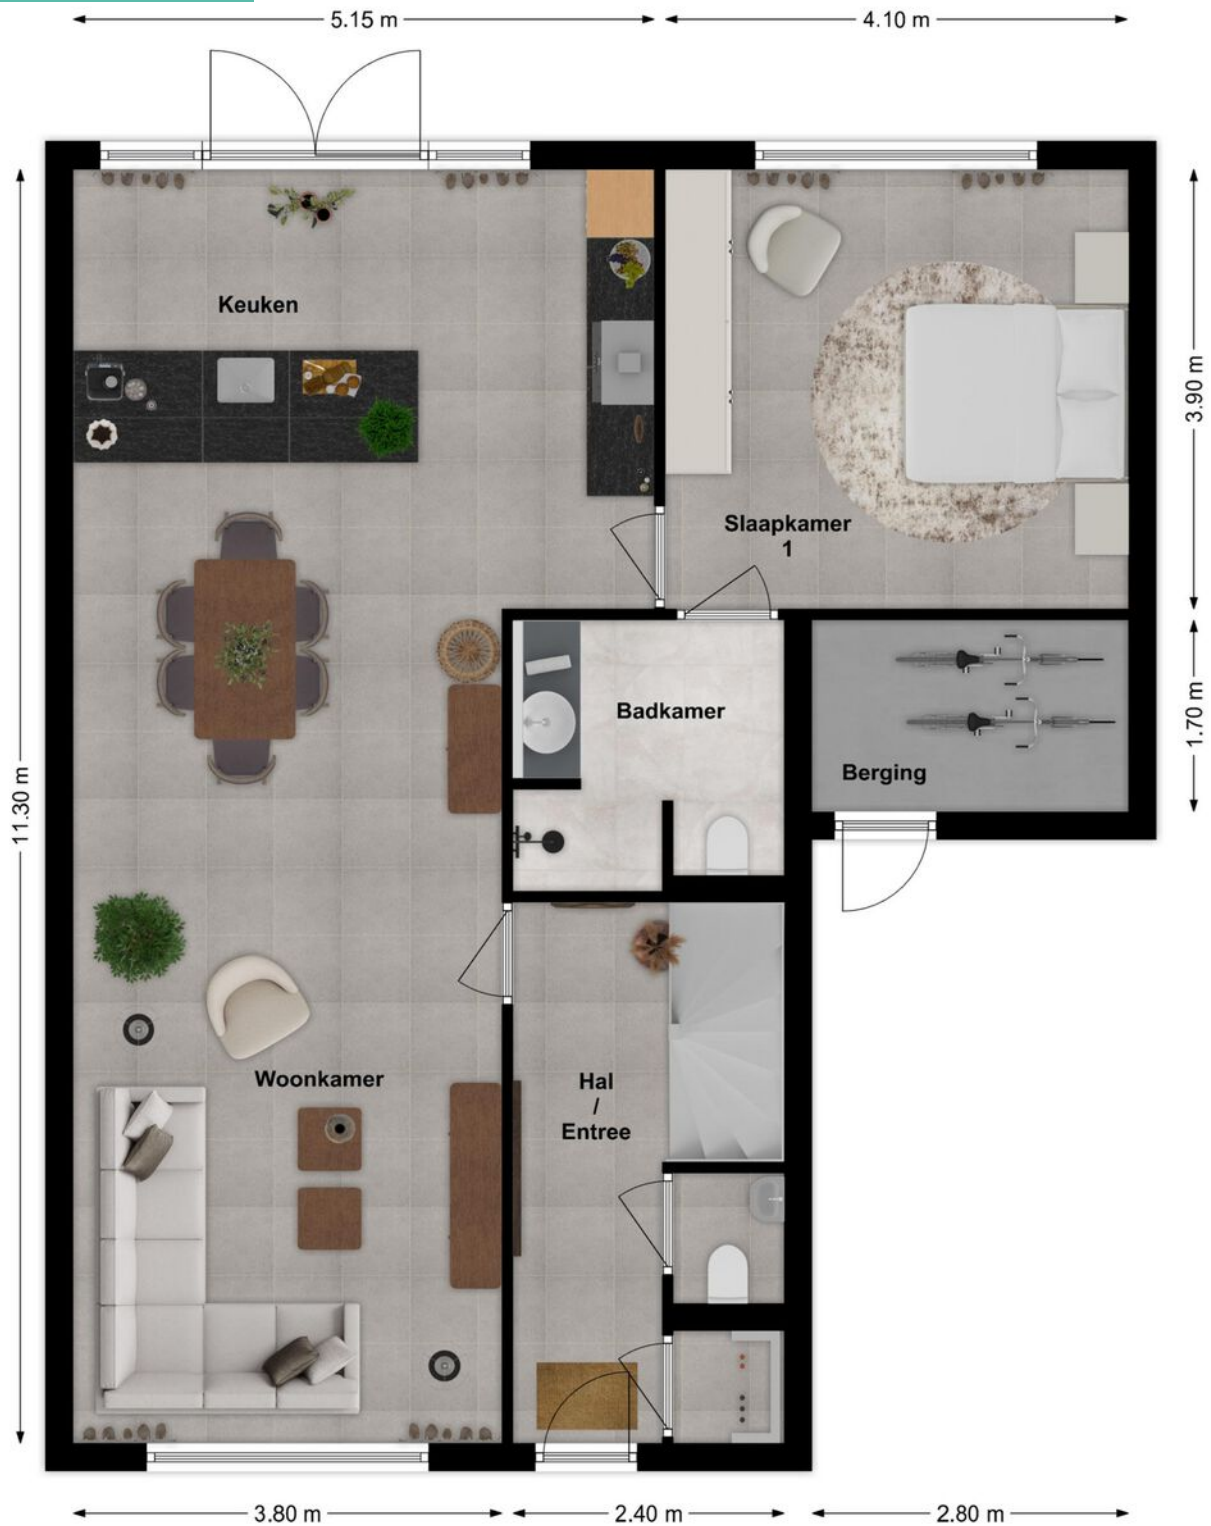 5.15 m
4.10 m
Keuken
3.90 m
Slaapkamer
1
Badkamer
1.70 m
Berging
11.30 m
Woonkamer
Hal
/
Entree
3.80 m
2.40 m
2.80 m